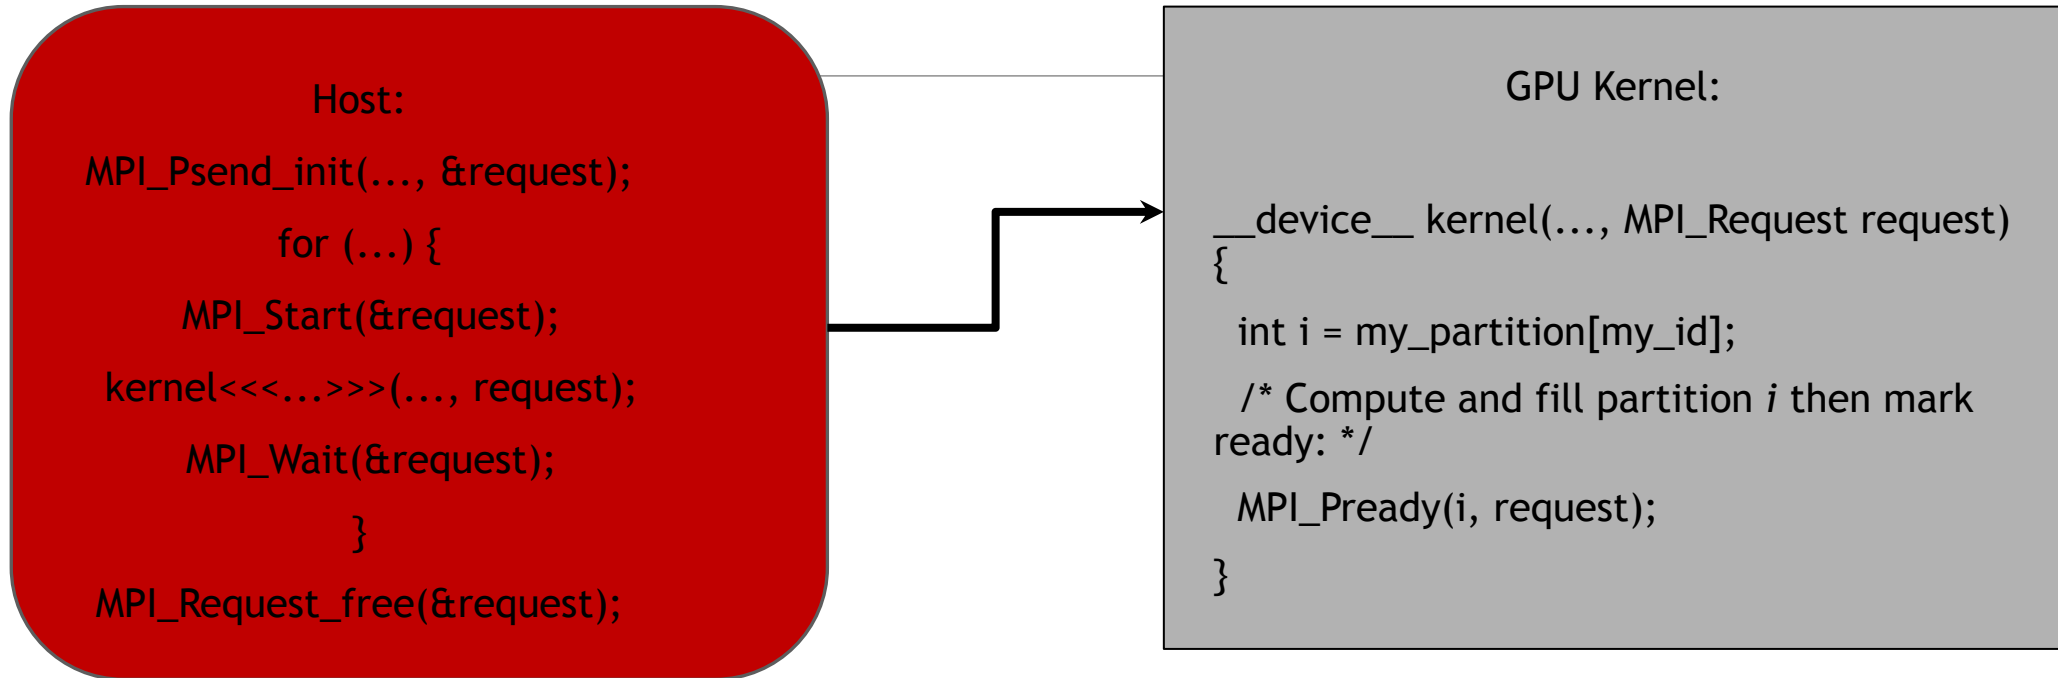 Host:
MPI_Psend_init(..., &request);
for (...) {
MPI_Start(&request);
kernel<<<...>>>(..., request);
MPI_Wait(&request);
}
MPI_Request_free(&request);
GPU Kernel:
__device__ kernel(..., MPI_Request request)
{
int i = my_partition[my_id];
/* Compute and fill partition i then mark
ready: */
MPI_Pready(i, request);
}